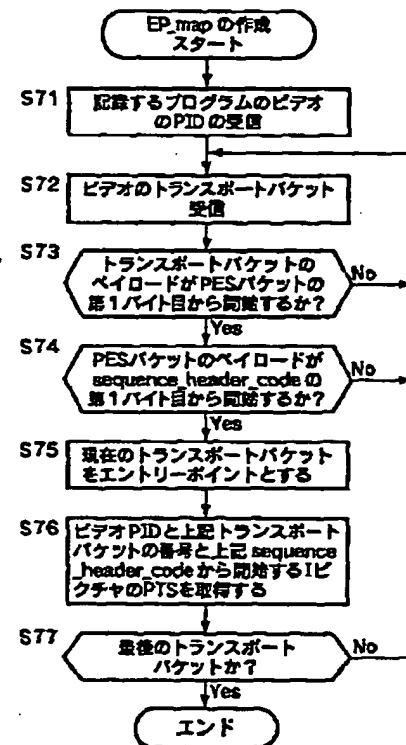 EP_map の作成
スタート
S71
記録するプログラムのビデオ
のPIDの受信
S72
ビデオのトランスポートパケット
受信
S73
トランスポートパケットの
ペイロードがPESパケットの
第1バイト目から開始するか?
No
Yes
S74
PESパケットのペイロードが
sequence_header_codeの
第1バイト目から開始するか?
No
Yes
S75
現在のトランスポートパケット
をエントリーポイントとする
S76
ビデオPIDと上記トランスポート
パケットの番号と上記sequence
_header_codeから開始するIピ
クチャのPTSを取得する
S77
最後のトランスポート
パケットか?
No
Yes
エンド